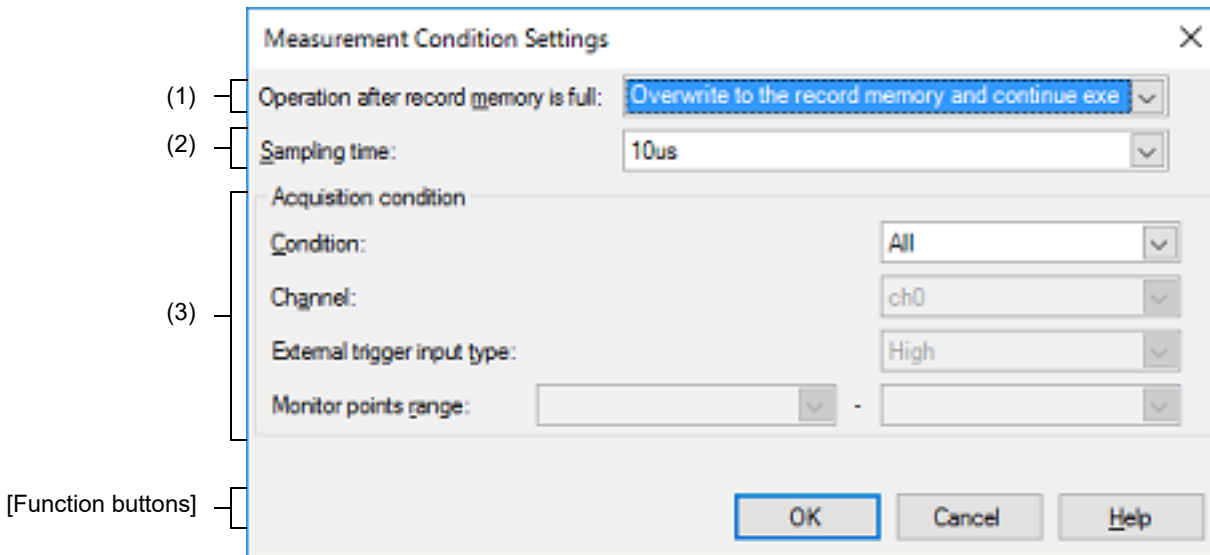 Measurement Condition Settings
(1) Operation after record memory is full: Overwrite to the record memory and continue exe
(2) Sampling time: 10us
Acquisition condition
Condition: All
(3) Channel: ch0
External trigger input type: High
Monitor points range: -
[Function buttons] OK Cancel Help